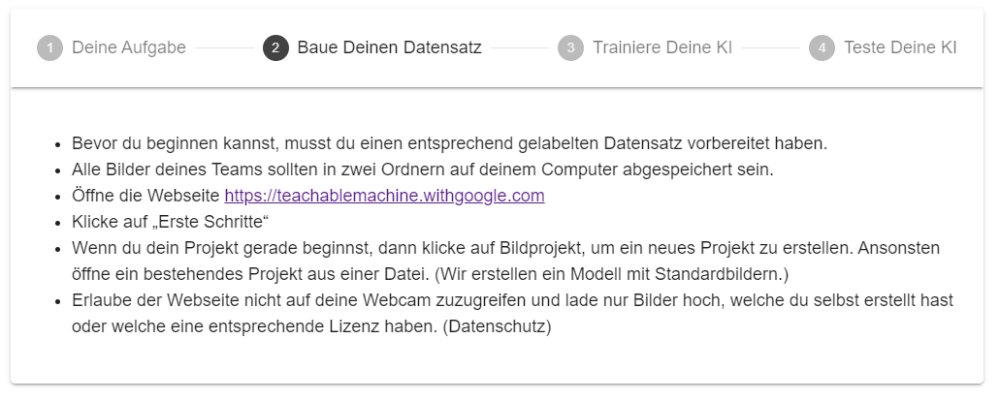 1 Deine Aufgabe 2 Baue Deinen Datensatz 3 Trainiere Deine KI 4 Teste Deine KI
• Bevor du beginnen kannst, musst du einen entsprechend gelabelten Datensatz vorbereitet haben.
• Alle Bilder deines Teams sollten in zwei Ordnern auf deinem Computer abgespeichert sein.
• Öffne die Webseite https://teachablemachine.withgoogle.com
• Klicke auf „Erste Schritte“
• Wenn du dein Projekt gerade beginnst, dann klicke auf Bildprojekt, um ein neues Projekt zu erstellen. Ansonsten
öffne ein bestehendes Projekt aus einer Datei. (Wir erstellen ein Modell mit Standardbildern.)
• Erlaube der Webseite nicht auf deine Webcam zuzugreifen und lade nur Bilder hoch, welche du selbst erstellt hast
oder welche eine entsprechende Lizenz haben. (Datenschutz)